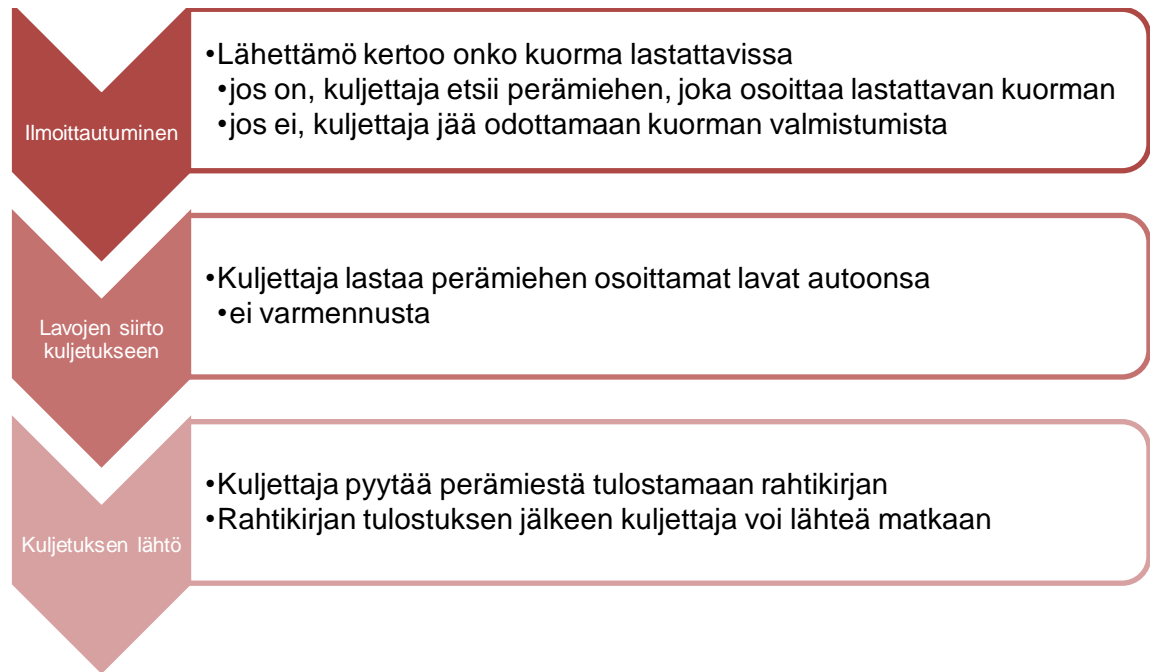 Ilmoittautuminen
•Lähettämö kertoo onko kuorma lastattavissa
•jos on, kuljettaja etsii perämiehen, joka osoittaa lastattavan kuorman
•jos ei, kuljettaja jää odottamaan kuorman valmistumista
Lavojen siirto
kuljetukseen
•Kuljettaja lastaa perämiehen osoittamat lavat autoonsa
•ei varmennusta
Kuljetuksen lähtö
•Kuljettaja pyytää perämiestä tulostamaan rahtikirjan
•Rahtikirjan tulostuksen jälkeen kuljettaja voi lähteä matkaan